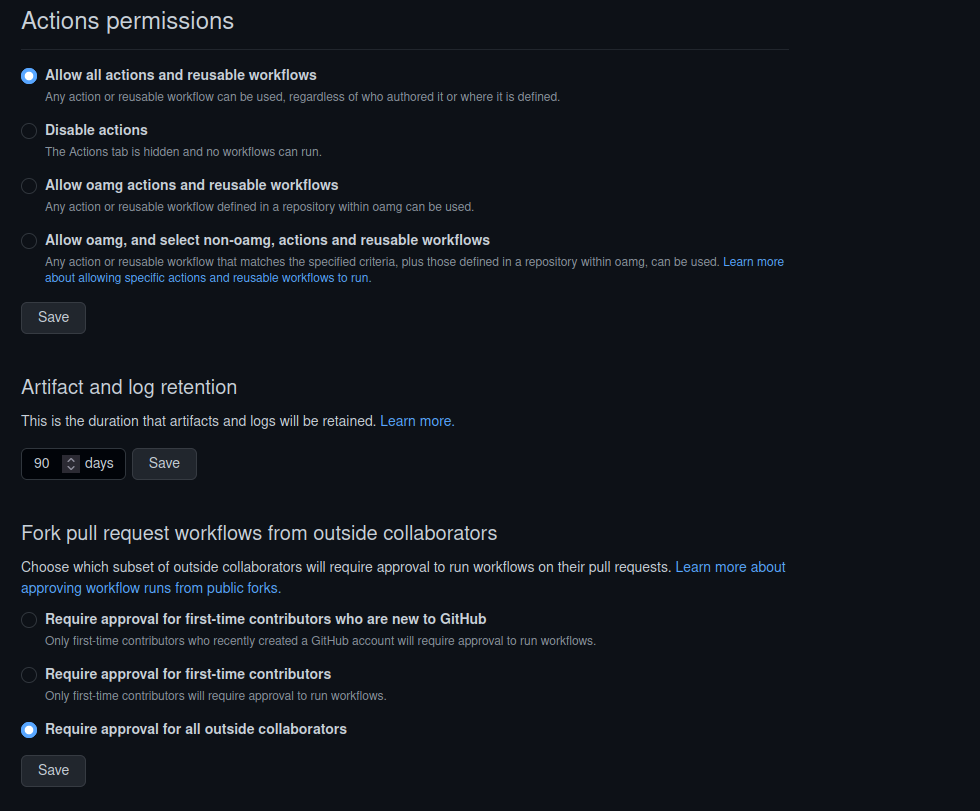 Actions permissions
Allow all actions and reusable workflows
Any action or reusable workflow can be used, regardless of who authored it or where it is defined.
Disable actions
The Actions tab is hidden and no workflows can run.
Allow oamg actions and reusable workflows
Any action or reusable workflow defined in a repository within oamg can be used.
Allow oamg, and select non-oamg, actions and reusable workflows
Any action or reusable workflow that matches the specified criteria, plus those defined in a repository within oamg, can be used. Learn more
about allowing specific actions and reusable workflows to run.
Save
Artifact and log retention
This is the duration that artifacts and logs will be retained. Learn more.
90 days Save
Fork pull request workflows from outside collaborators
Choose which subset of outside collaborators will require approval to run workflows on their pull requests. Learn more about
approving workflow runs from public forks.
Require approval for first-time contributors who are new to GitHub
Only first-time contributors who recently created a GitHub account will require approval to run workflows.
Require approval for first-time contributors
Only first-time contributors will require approval to run workflows.
Require approval for all outside collaborators
Save